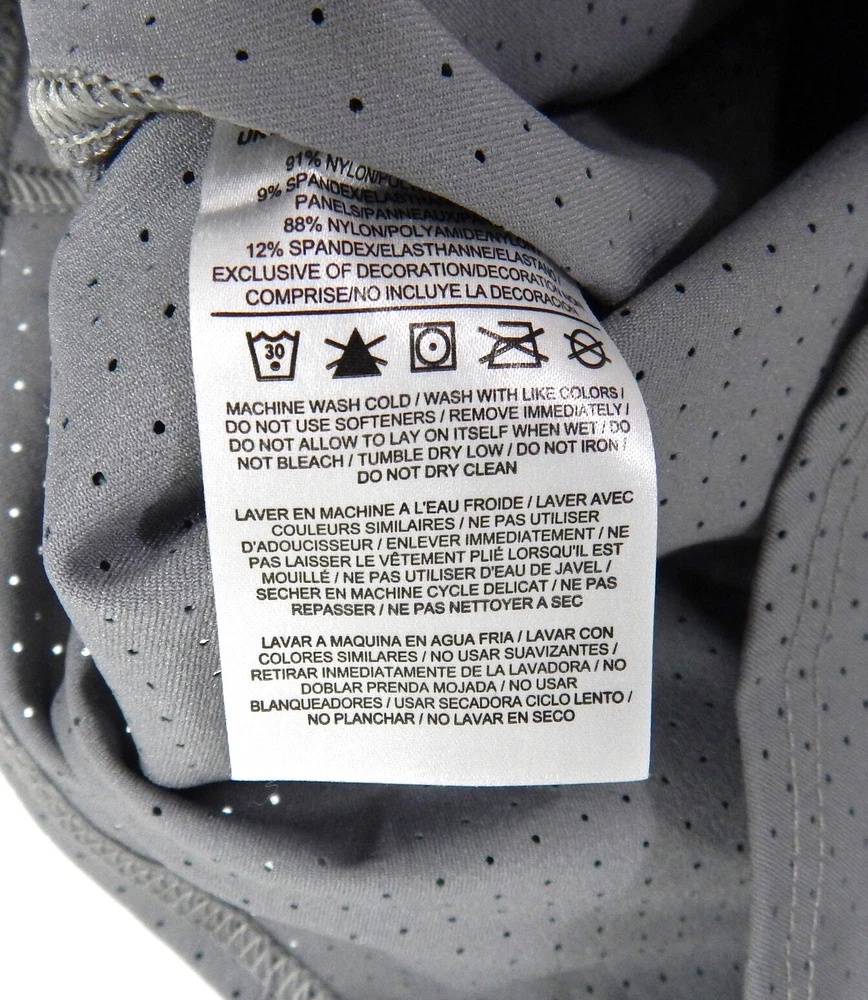 91% NYLON
9% SPANDEX
PANELS/PANNEAUX
88% NYLON/POLYAMIDE/NYLON
12% SPANDEX/ELASTHANNE/ELASTANO
EXCLUSIVE OF DECORATION/DECORATION
COMPRISE/NO INCLUYE LA DECORACION
30
MACHINE WASH COLD / WASH WITH LIKE COLORS /
DO NOT USE SOFTENERS / REMOVE IMMEDIATELY /
DO NOT ALLOW TO LAY ON ITSELF WHEN WET / DO
NOT BLEACH / TUMBLE DRY LOW / DO NOT IRON /
DO NOT DRY CLEAN
LAVER EN MACHINE A L'EAU FROIDE / LAVER AVEC
COULEURS SIMILAIRES / NE PAS UTILISER
D'ADOUCISSEUR / ENLEVER IMMÉDIATEMENT / NE
PAS LAISSER LE VÊTEMENT PLIÉ LORSQU'IL EST
MOUILLÉ / NE PAS UTILISER D'EAU DE JAVEL /
SECHER EN MACHINE CYCLE DELICAT / NE PAS
REPASSER / NE PAS NETTOYER A SEC
LAVAR A MAQUINA EN AGUA FRIA / LAVAR CON
COLORES SIMILARES / NO USAR SUAVIZANTES /
RETIRAR INMEDIATAMENTE DE LA LAVADORA / NO
DOBLAR PRENDA MOJADA / NO USAR
BLANQUEADORES / USAR SECADORA CICLO LENTO /
NO PLANCHAR / NO LAVAR EN SECO